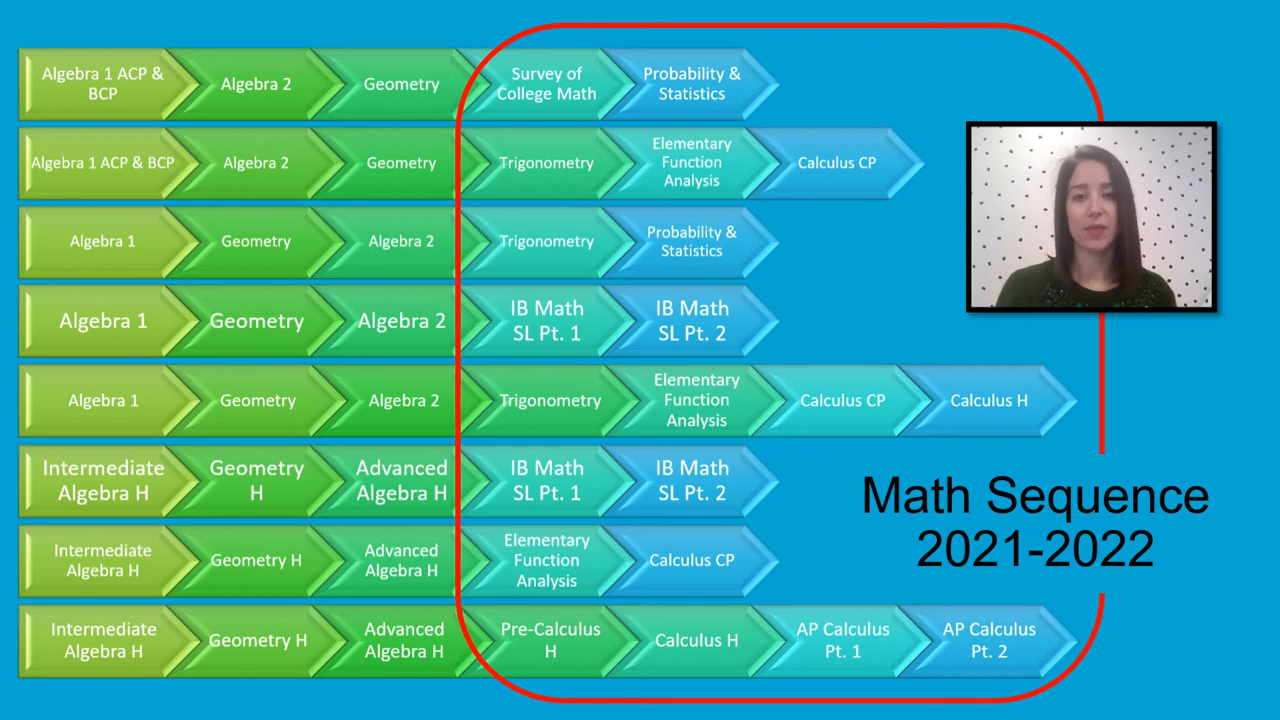 Algebra 1 ACP &
BCP
Algebra 2
Geometry
Survey of
College Math
Probability &
Statistics
Algebra 1 ACP & BCP
Algebra 2
Geometry
Trigonometry
Elementary
Function
Analysis
Calculus CP
Algebra 1
Geometry
Algebra 2
Trigonometry
Probability &
Statistics
Algebra 1
Geometry
Algebra 2
IB Math
SL Pt. 1
IB Math
SL Pt. 2
Algebra 1
Geometry
Algebra 2
Trigonometry
Elementary
Function
Analysis
Calculus CP
Calculus H
Intermediate
Algebra H
Geometry
H
Advanced
Algebra H
IB Math
SL Pt. 1
IB Math
SL Pt. 2
Intermediate
Algebra H
Geometry H
Advanced
Algebra H
Elementary
Function
Analysis
Calculus CP
Intermediate
Algebra H
Geometry H
Advanced
Algebra H
Pre-Calculus
H
Calculus H
AP Calculus
Pt. 1
AP Calculus
Pt. 2
Math Sequence
2021-2022